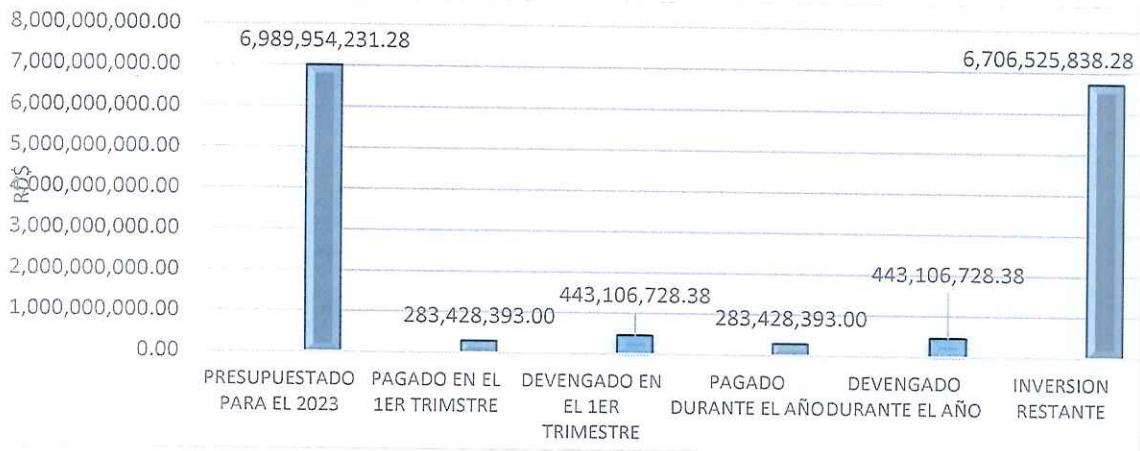 8,000,000,000.00
7,000,000,000.00
6,000,000,000.00
5,000,000,000.00
4,000,000,000.00
3,000,000,000.00
2,000,000,000.00
1,000,000,000.00
0.00
RD$
6,989,954,231.28
283,428,393.00
443,106,728.38
283,428,393.00
443,106,728.38
6,706,525,838.28
PRESUPUESTADO
PARA EL 2023
PAGADO EN EL
1ER TRIMSTRE
DEVENGADO EN
EL 1ER
TRIMESTRE
PAGADO
DURANTE EL AÑO
DEVENGADO
DURANTE EL AÑO
INVERSION
RESTANTE